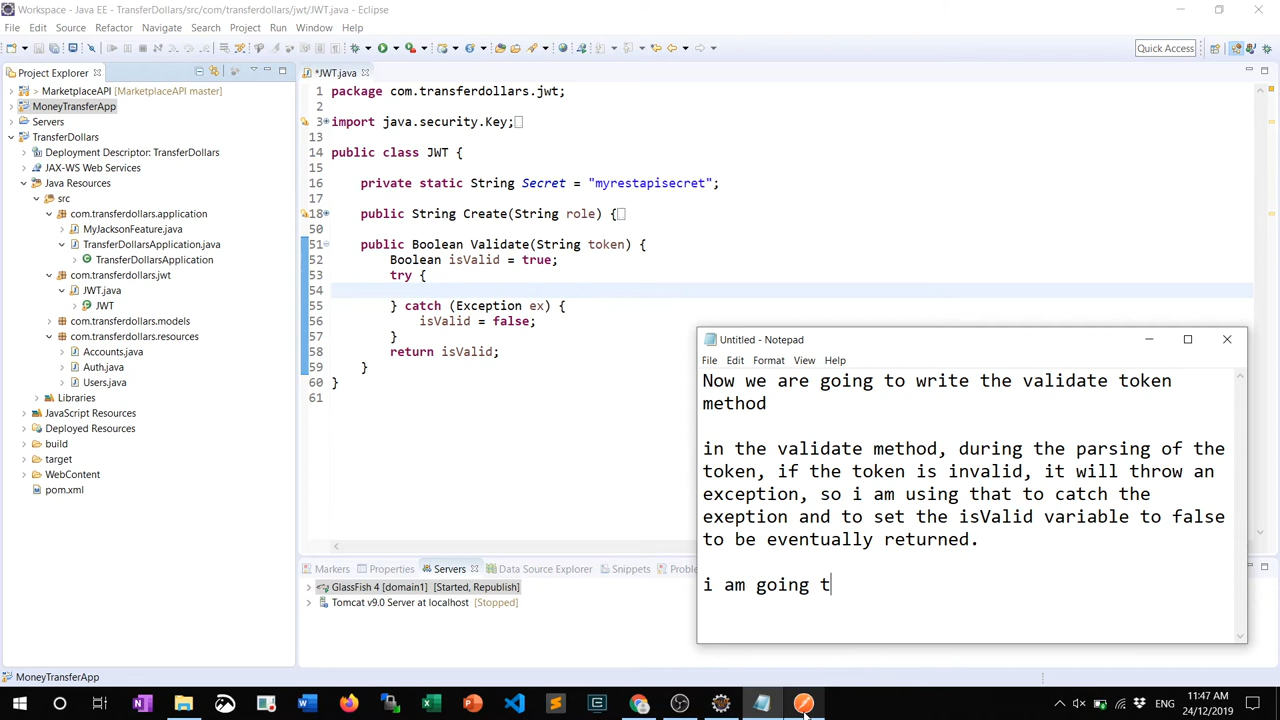 Workspace - Java EE - TransferDollars/src/com/transferdollars/jwt/JWT.java - Eclipse
File Edit Source Refactor Navigate Search Project Run Window Help
Quick Access
Project Explorer
*JWT.java
MarketplaceAPI [MarketplaceAPI master]
MoneyTransferApp
Servers
TransferDollars
Deployment Descriptor: TransferDollars
JAX-WS Web Services
Java Resources
src
com.transferdollars.application
MyJacksonFeature.java
TransferDollarsApplication.java
TransferDollarsApplication
com.transferdollars.jwt
JWT.java
JWT
com.transferdollars.models
com.transferdollars.resources
Accounts.java
Auth.java
Users.java
Libraries
JavaScript Resources
Deployed Resources
build
target
WebContent
pom.xml
1 package com.transferdollars.jwt;
2
3 import java.security.Key;
13
14 public class JWT {
15
16 private static String Secret = "myrestapisecret";
17
18 public String Create(String role) {
50
51 public Boolean Validate(String token) {
52 Boolean isValid = true;
53 try {
54
55 } catch (Exception ex) {
56 isValid = false;
57 }
58 return isValid;
59 }
60 }
61
Untitled - Notepad
File Edit Format View Help
Now we are going to write the validate token
method
in the validate method, during the parsing of the
token, if the token is invalid, it will throw an
exception, so i am using that to catch the
exeption and to set the isValid variable to false
to be eventually returned.
i am going t
Markers Properties Servers Data Source Explorer Snippets Proble
GlassFish 4 [domain1] [Started, Republish]
Tomcat v9.0 Server at localhost [Stopped]
MoneyTransferApp
ENG
11:47 AM
24/12/2019